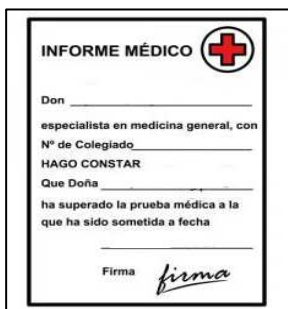 INFORME MÉDICO
Don
especialista en medicina general, con
Nº de Colegiado
HAGO CONSTAR
Que Doña
ha superado la prueba médica a la
que ha sido sometida a fecha
Firma firma